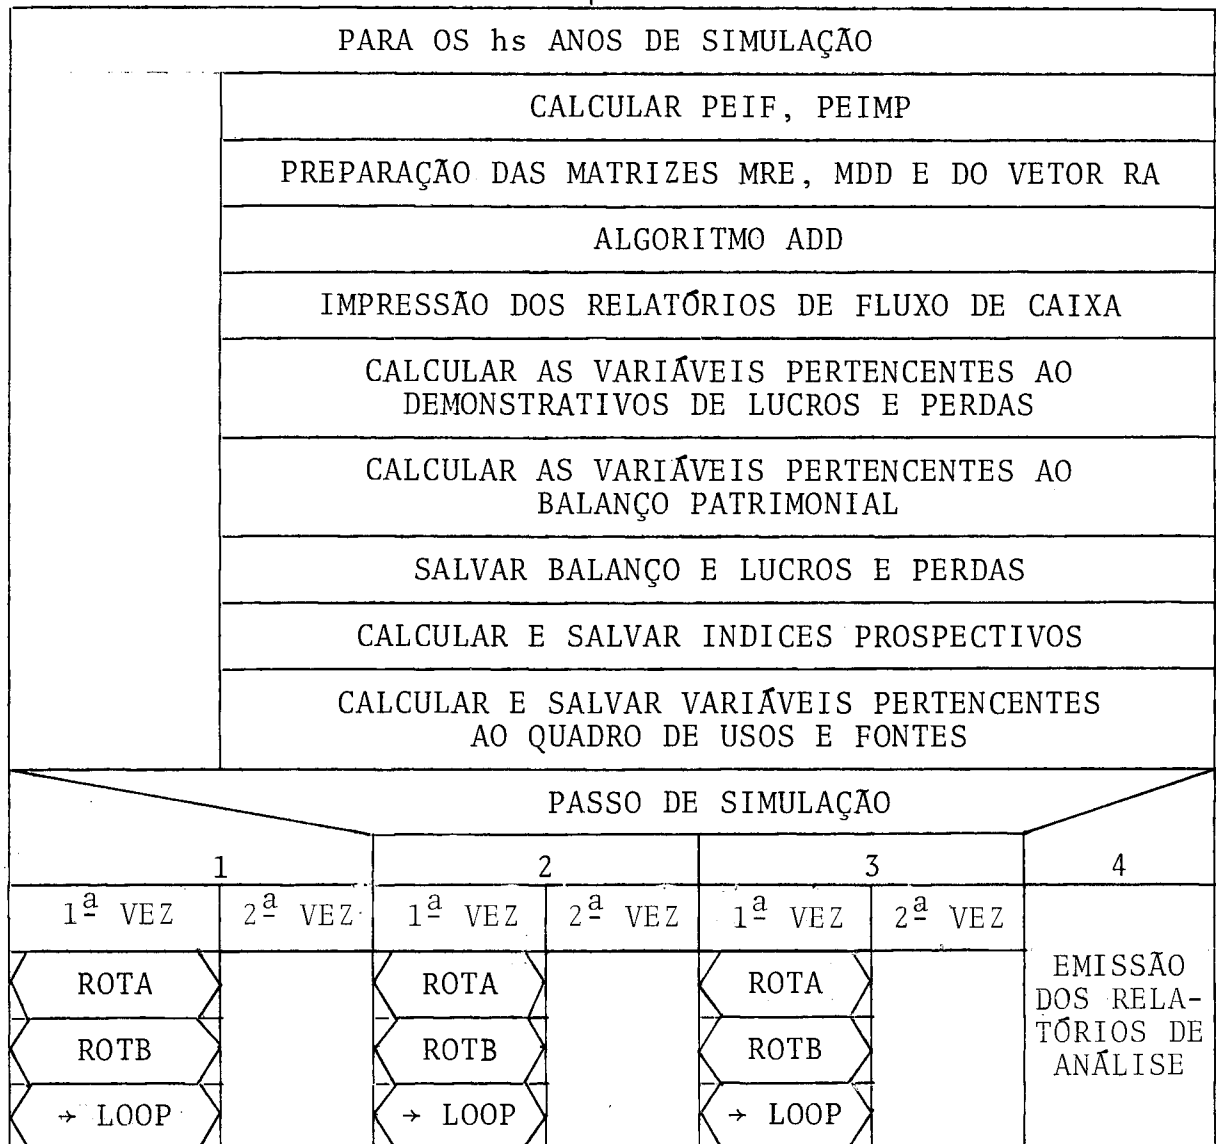 PARA OS hs ANOS DE SIMULAÇÃO
CALCULAR PEIF, PEIMP
PREPARAÇÃO DAS MATRIZES MRE, MDD E DO VETOR RA
ALGORITMO ADD
IMPRESSÃO DOS RELATÓRIOS DE FLUXO DE CAIXA
CALCULAR AS VARIÁVEIS PERTENCENTES AO
DEMONSTRATIVOS DE LUCROS E PERDAS
CALCULAR AS VARIÁVEIS PERTENCENTES AO
BALANÇO PATRIMONIAL
SALVAR BALANÇO E LUCROS E PERDAS
CALCULAR E SALVAR INDICES PROSPECTIVOS
CALCULAR E SALVAR VARIÁVEIS PERTENCENTES
AO QUADRO DE USOS E FONTES
PASSO DE SIMULAÇÃO
1 2 3 4
1ª VEZ 2ª VEZ 1ª VEZ 2ª VEZ 1ª VEZ 2ª VEZ
ROTA ROTA ROTA
ROTB ROTB ROTB
→ LOOP → LOOP → LOOP
EMISSÃO
DOS RELA-
TÓRIOS DE
ANÁLISE